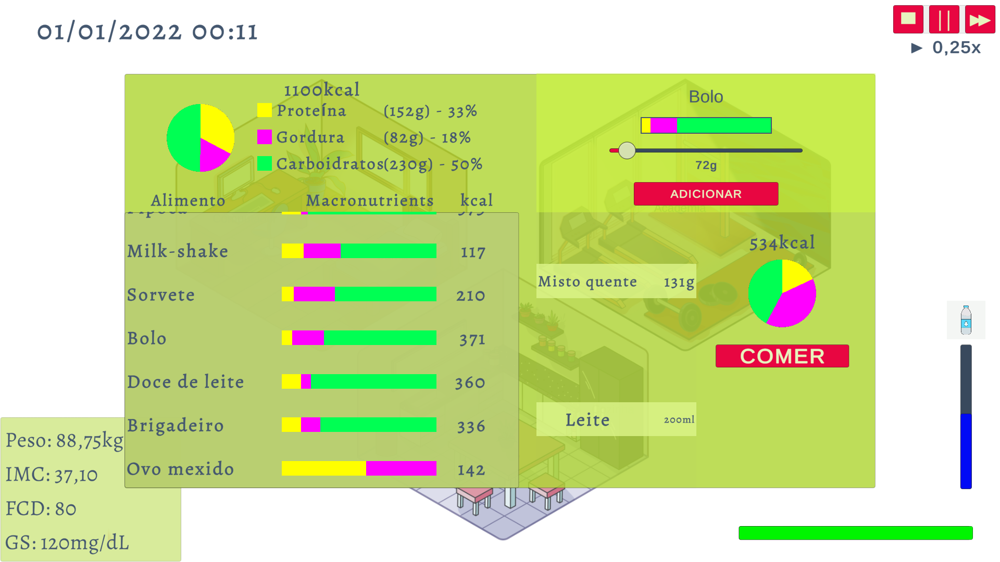 01/01/2022 00:11
0,25x
1100kcal
Proteína (152g) - 33%
Gordura (82g) - 18%
Carboidratos(230g) - 50%
Alimento Macronutrients kcal
Milk-shake 117
Sorvete 210
Bolo 371
Doce de leite 360
Brigadeiro 336
Ovo mexido 142
Bolo
72g
ADICIONAR
Academia
534kcal
Misto quente 131g
COMER
Leite 200ml
Peso: 88,75kg
IMC: 37,10
FCD: 80
GS: 120mg/dL